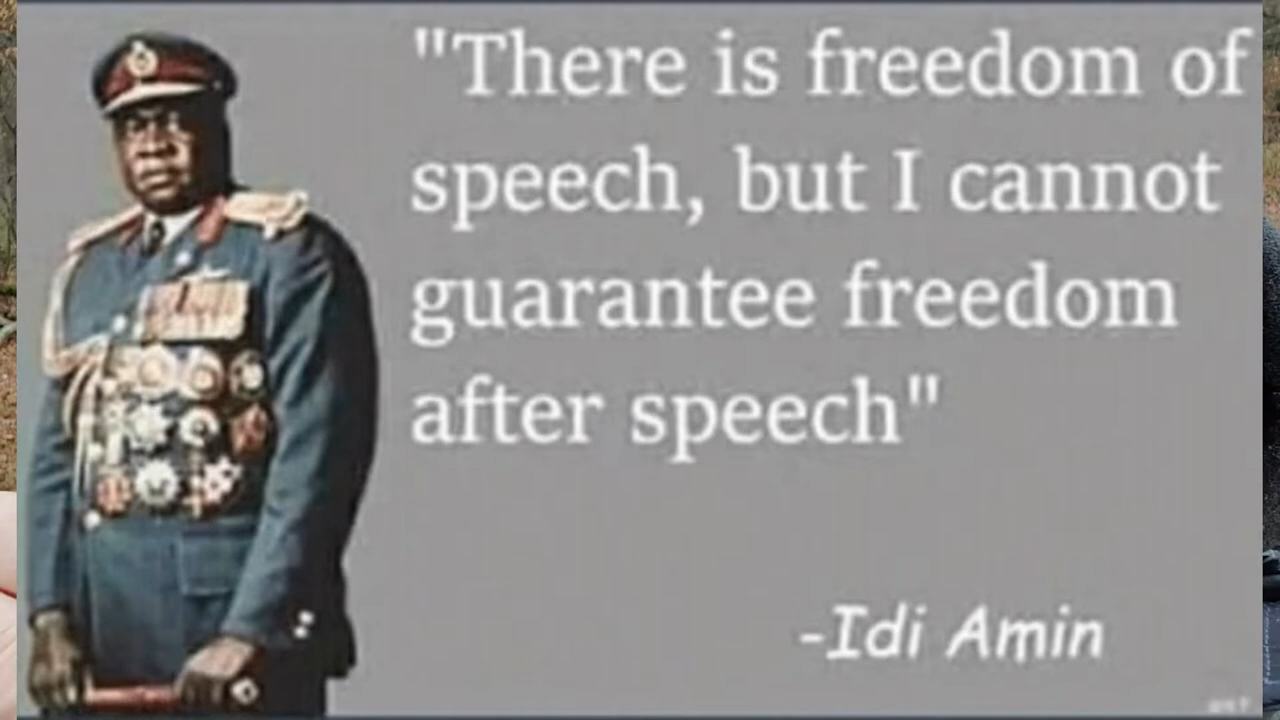 "There is freedom of
speech, but I cannot
guarantee freedom
after speech"
-Idi Amin